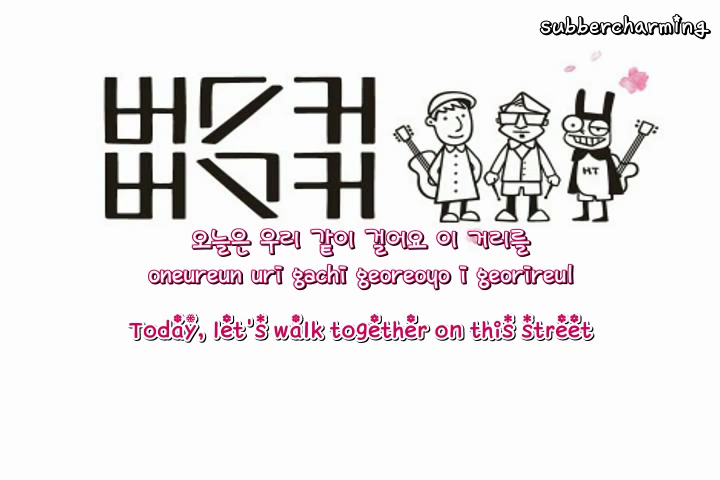 subbercharming
버스커
버스커
HT
오늘은 우리 같이 걸어요 이 거리를
oneureun uri gachi georeoyo i georireul
Today, let's walk together on this street